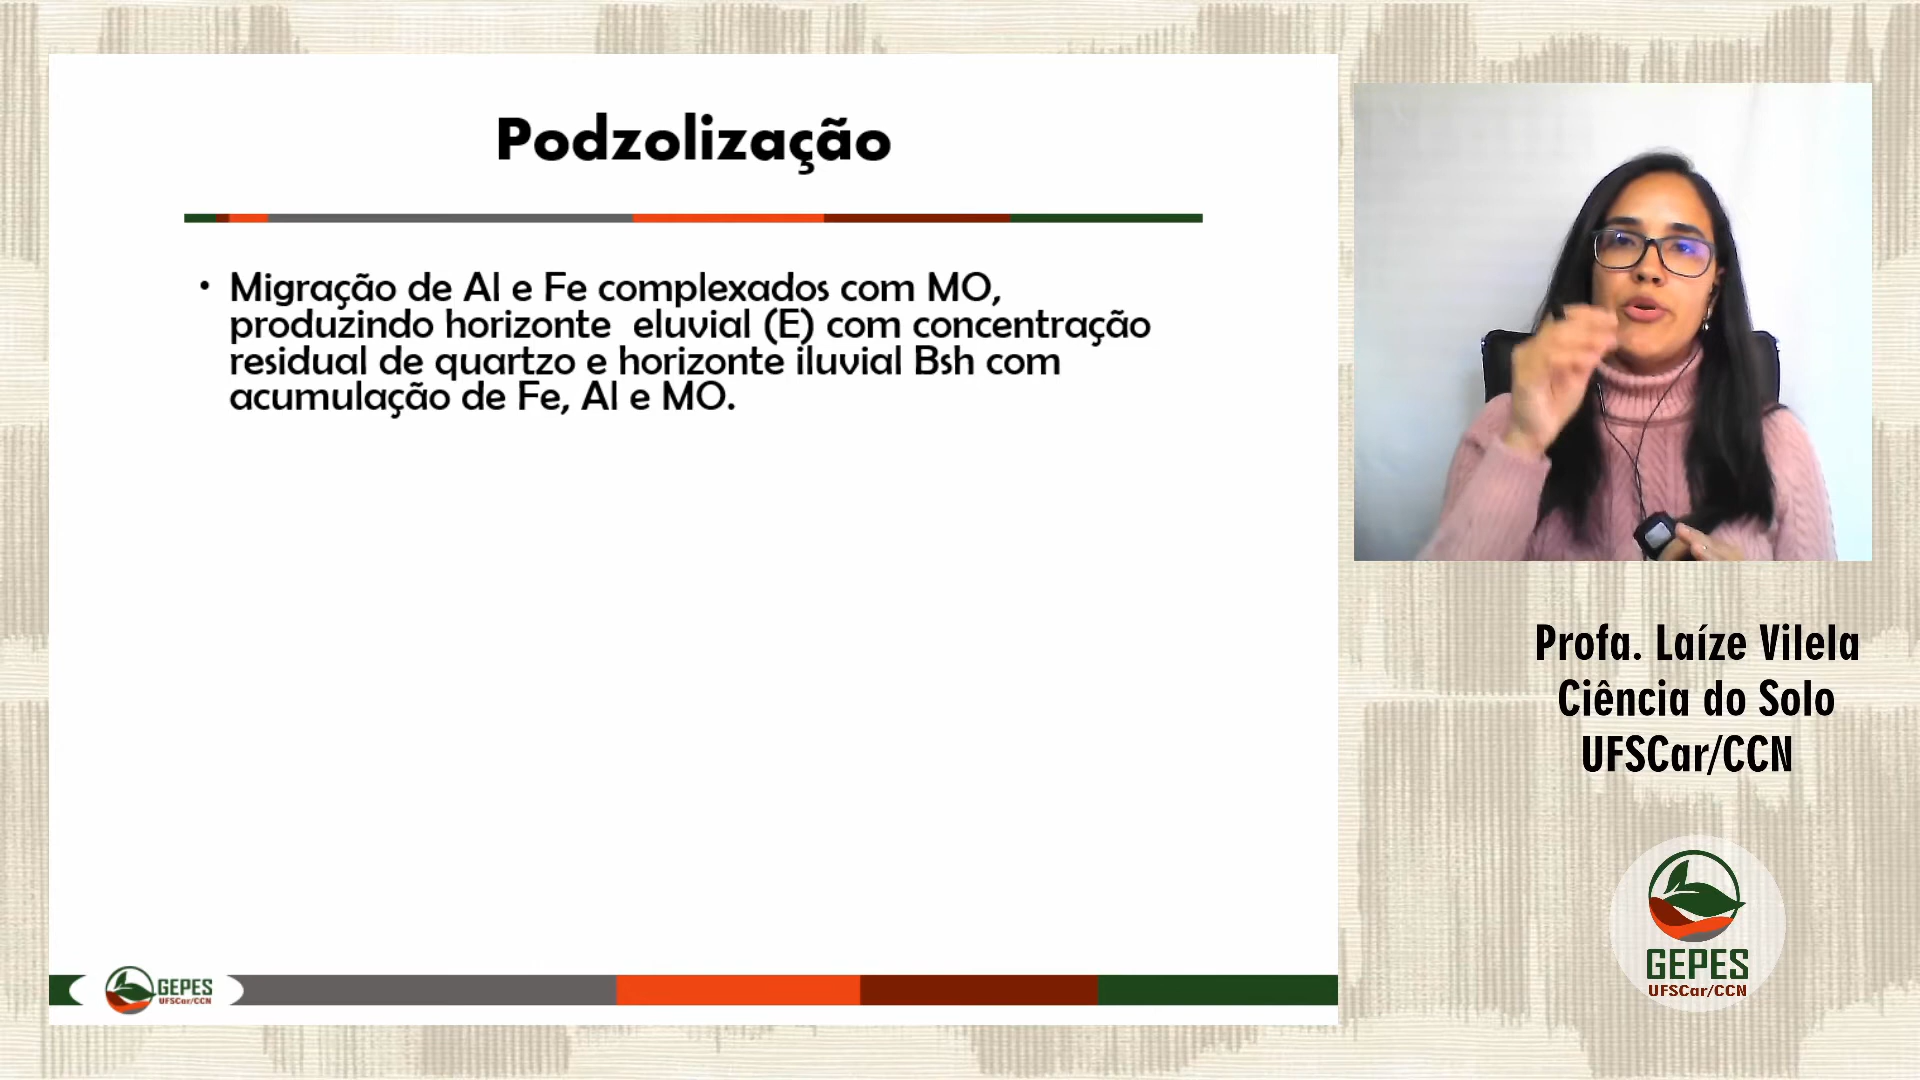 Podzolização
• Migração de Al e Fe complexados com MO,
produzindo horizonte  eluvial (E) com concentração
residual de quartzo e horizonte iluvial Bsh com
acumulação de Fe, Al e MO.
GEPES
UFSCar/CCN
Profa. Laíze Vilela
Ciência do Solo
UFSCar/CCN
GEPES
UFSCar/CCN